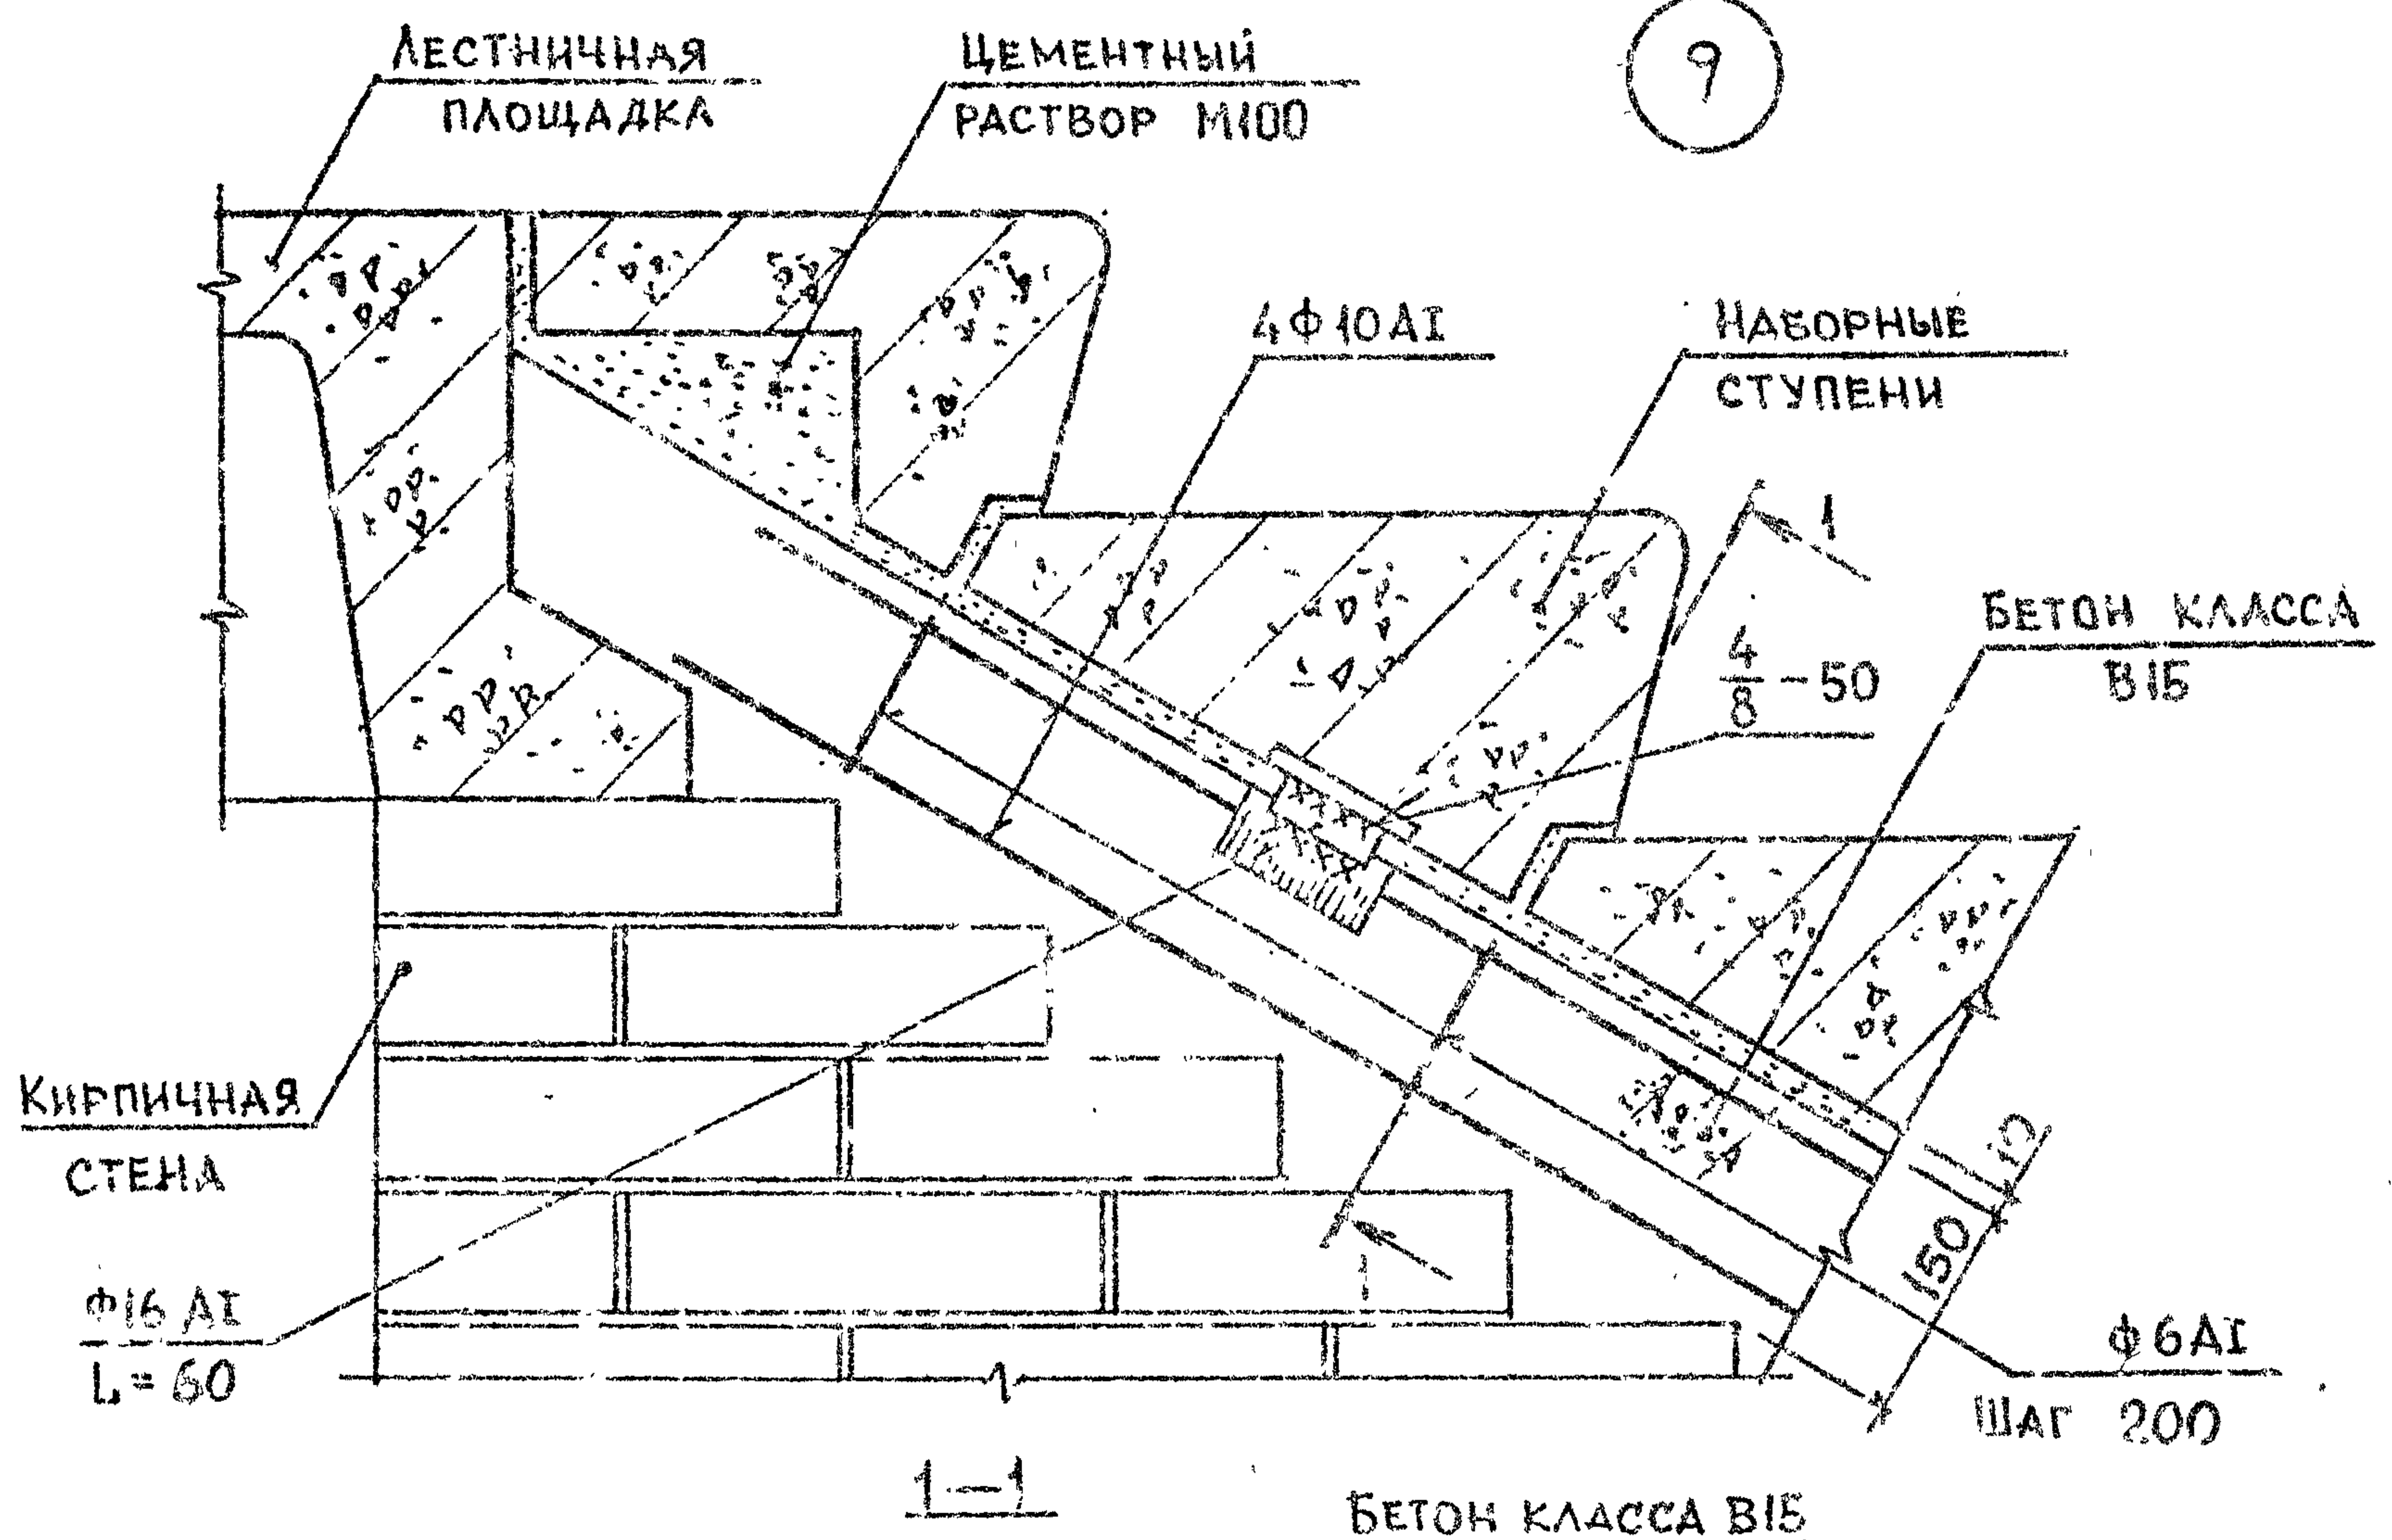 ЛЕСТНИЧНАЯ
ПЛОЩАДКА
ЦЕМЕНТНЫЙ
РАСТВОР М100
9
4Ф10АI
НАБОРНЫЕ
СТУПЕНИ
1
4
8
-50
БЕТОН КЛАССА
В15
КИРПИЧНАЯ
СТЕНА
Ф16 АI
L=60
1
150
Ф6АI
ШАГ 200
1-1
БЕТОН КЛАССА В15